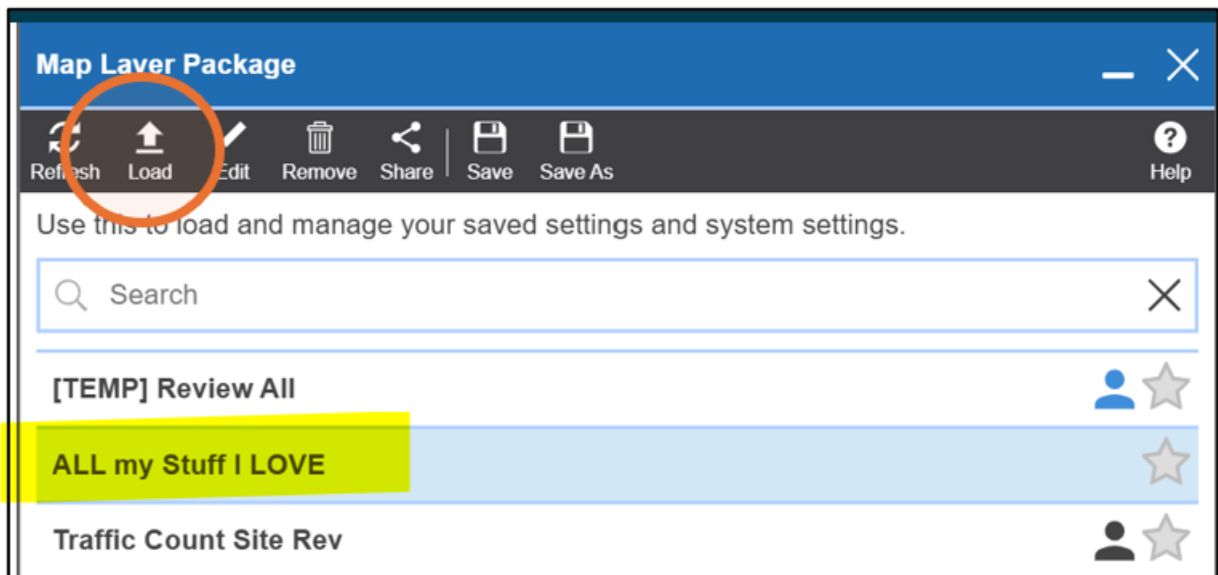 Map Layer Package
Refresh Load Edit Remove Share Save Save As Help
Use this to load and manage your saved settings and system settings.
Search
[TEMP] Review All
ALL my Stuff I LOVE
Traffic Count Site Rev